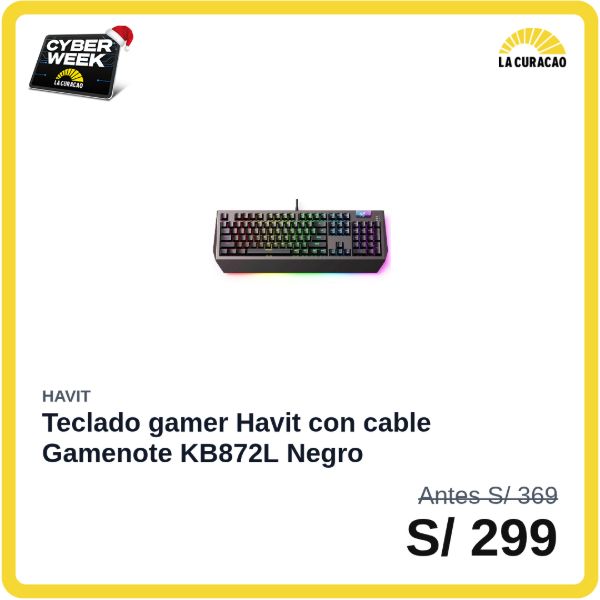 CYBER
WEEK
LA CURACAO
LA CURACAO
HAVIT
Teclado gamer Havit con cable
Gamenote KB872L Negro
Antes S/ 369
S/ 299